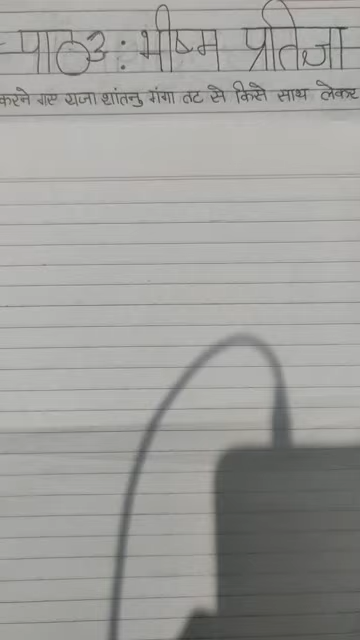 पाठ3: भीष्म प्रतिज्ञा
करने गए राजा शांतनु गंगा तट से किसे साथ लेकर